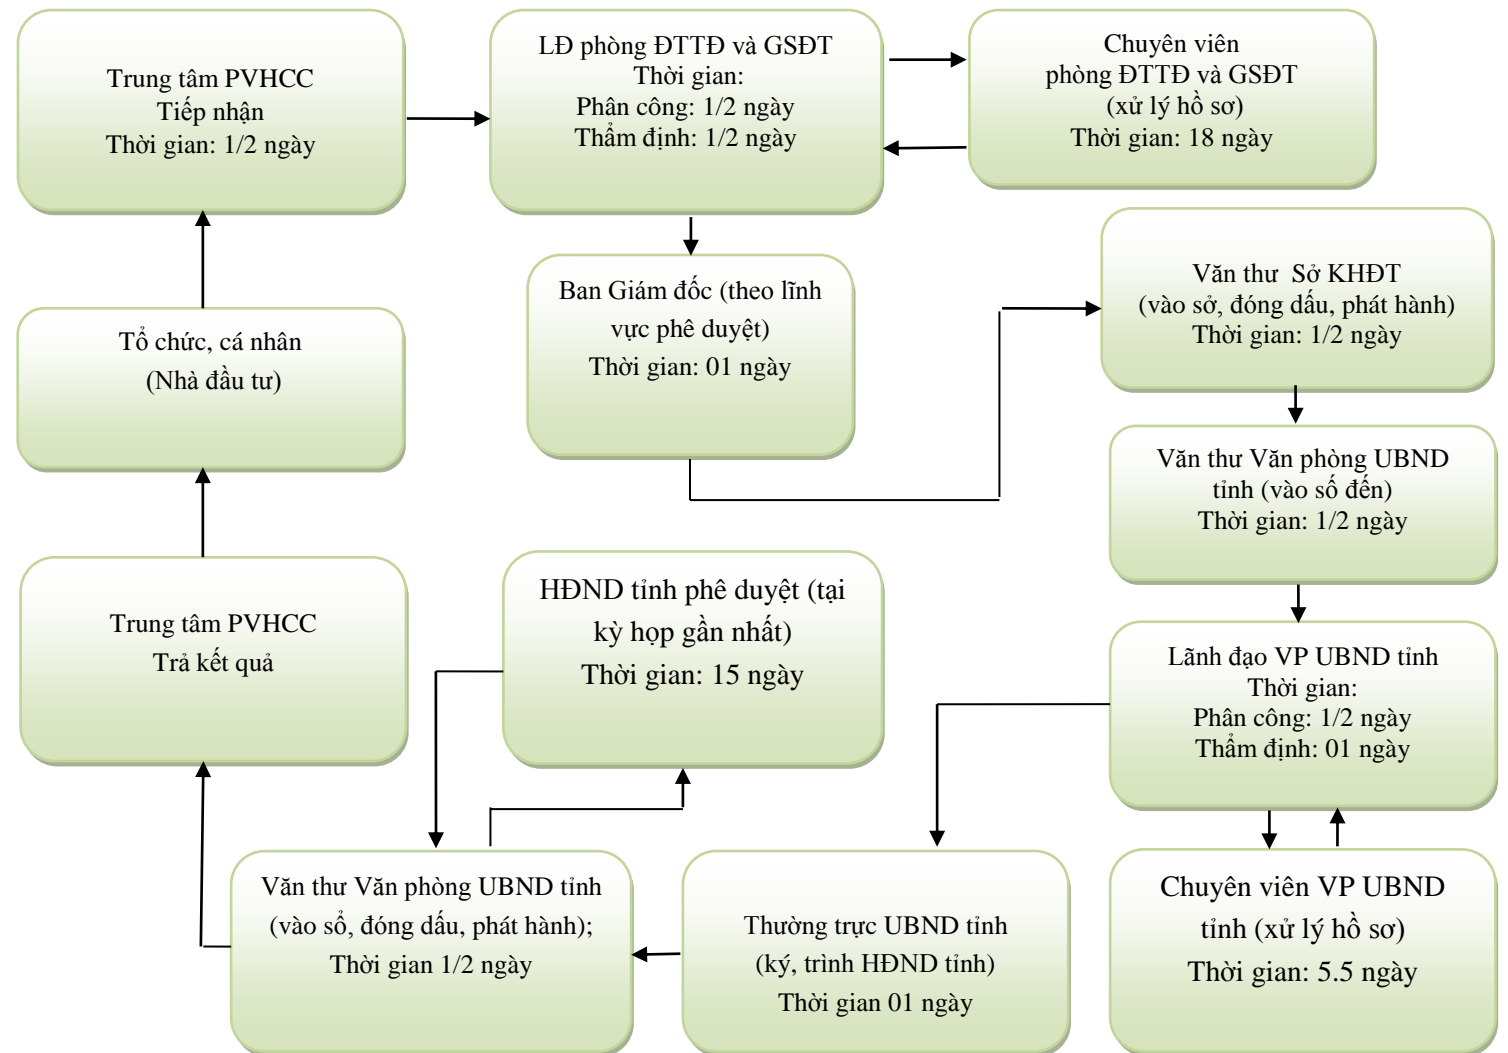 Trung tâm PVHCC
Tiếp nhận
Thời gian: 1/2 ngày
LĐ phòng ĐTTĐ và GSĐT
Thời gian:
Phân công: 1/2 ngày
Thẩm định: 1/2 ngày
Chuyên viên
phòng ĐTTĐ và GSĐT
(xử lý hồ sơ)
Thời gian: 18 ngày
Ban Giám đốc (theo lĩnh
vực phê duyệt)
Thời gian: 01 ngày
Văn thư  Sở KHĐT
(vào sở, đóng dấu, phát hành)
Thời gian: 1/2 ngày
Tổ chức, cá nhân
(Nhà đầu tư)
Văn thư Văn phòng UBND
tỉnh (vào số đến)
Thời gian: 1/2 ngày
HĐND tỉnh phê duyệt (tại
kỳ họp gần nhất)
Thời gian: 15 ngày
Trung tâm PVHCC
Trả kết quả
Lãnh đạo VP UBND tỉnh
Thời gian:
Phân công: 1/2 ngày
Thẩm định: 01 ngày
Văn thư Văn phòng UBND tỉnh
(vào sổ, đóng dấu, phát hành);
Thời gian 1/2 ngày
Thường trực UBND tỉnh
(ký, trình HĐND tỉnh)
Thời gian 01 ngày
Chuyên viên VP UBND
tỉnh (xử lý hồ sơ)
Thời gian: 5.5 ngày